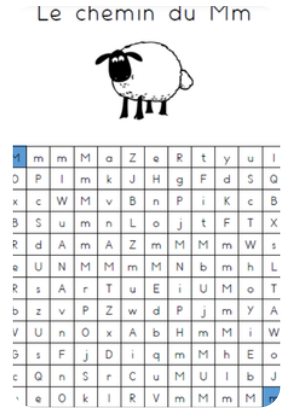 Le chemin du Mm
M m m M a Z e R t y u I
O P l m k J H g F d S Q
x c W M v B n P i K c B
B S u m n L o j t F T X
R d A m A Z m M M m W s
e U N M M m M N b m h L
R s A r T u E i U M o T
b z v P Z w d P j m y A
V U n O x A b H m M i W
G s F j D i q m M h E o
c Q n S r C u M U l b J
e O k l R V m M m M m